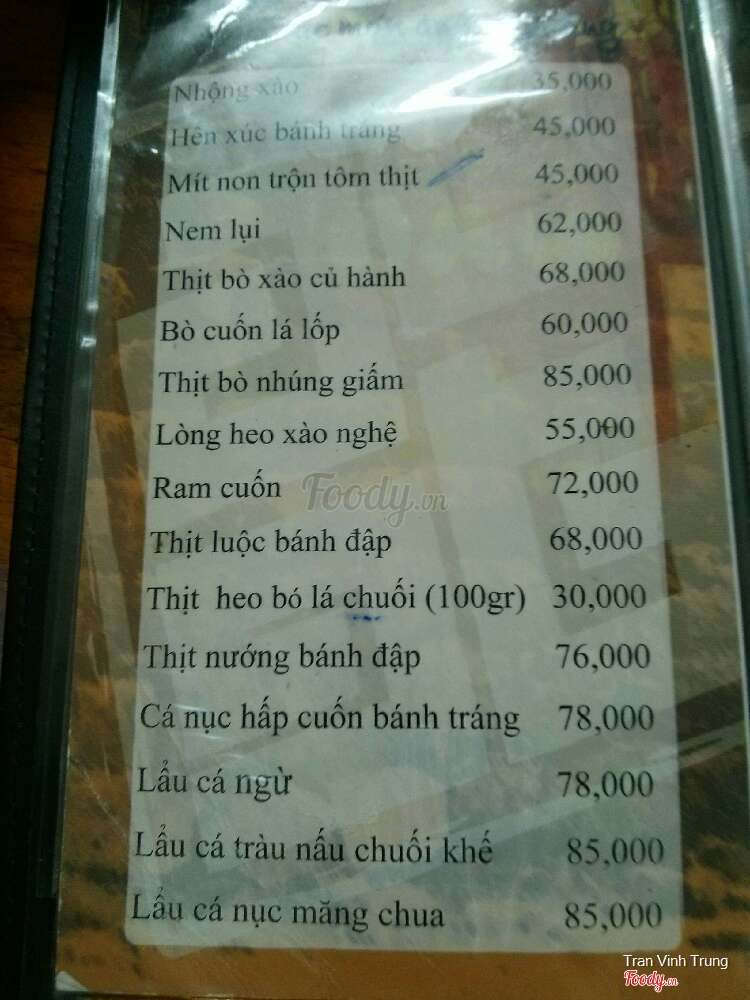 Nhộng xào 35,000
Hến xúc bánh tráng 45,000
Mít non trộn tôm thịt 45,000
Nem lụi 62,000
Thịt bò xào củ hành 68,000
Bò cuốn lá lốp 60,000
Thịt bò nhúng giấm 85,000
Lòng heo xào nghệ 55,000
Ram cuốn 72,000
Foody.vn
Thịt luộc bánh đập 68,000
Thịt heo bó lá chuối (100gr) 30,000
Thịt nướng bánh đập 76,000
Cá nục hấp cuốn bánh tráng 78,000
Lẩu cá ngừ 78,000
Lẩu cá tràu nấu chuối khế 85,000
Lẩu cá nục măng chua 85,000
Tran Vinh Trung
Foody.vn